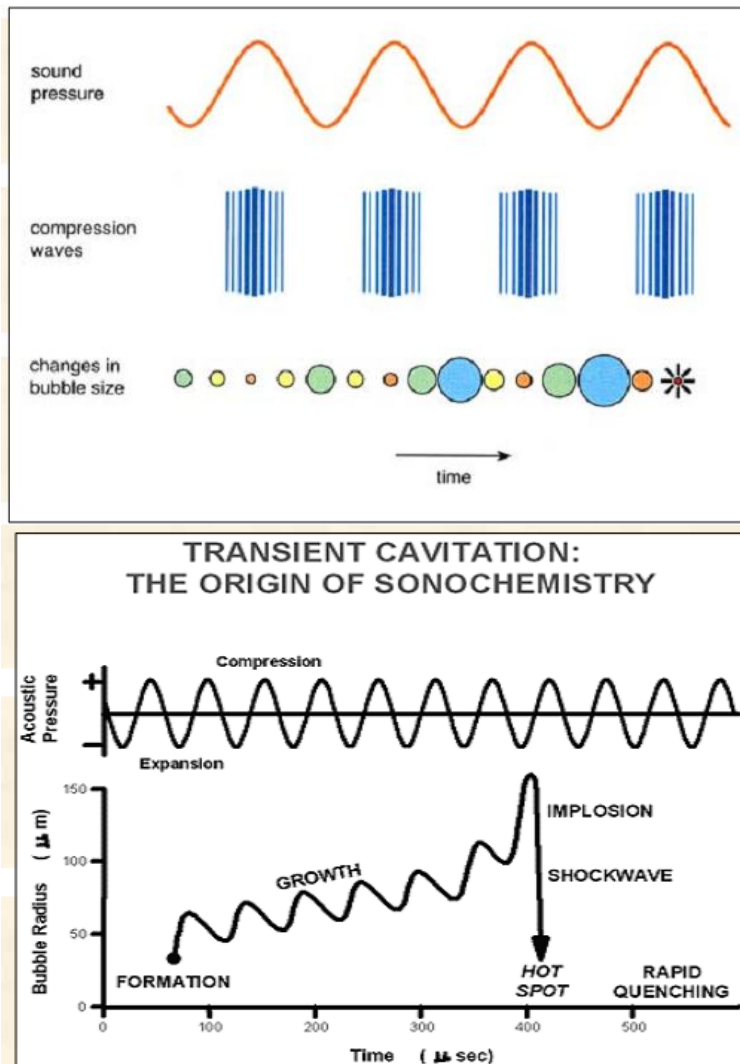 sound
pressure
compression
waves
changes in
bubble size
time
TRANSIENT CAVITATION:
THE ORIGIN OF SONOCHEMISTRY
Acoustic
Pressure
+
Compression
−
Expansion
Bubble Radius ( μ m)
150
100
50
0
GROWTH
FORMATION
IMPLOSION
SHOCKWAVE
HOT
SPOT
RAPID
QUENCHING
0 100 200 300 400 500
Time ( μ sec)